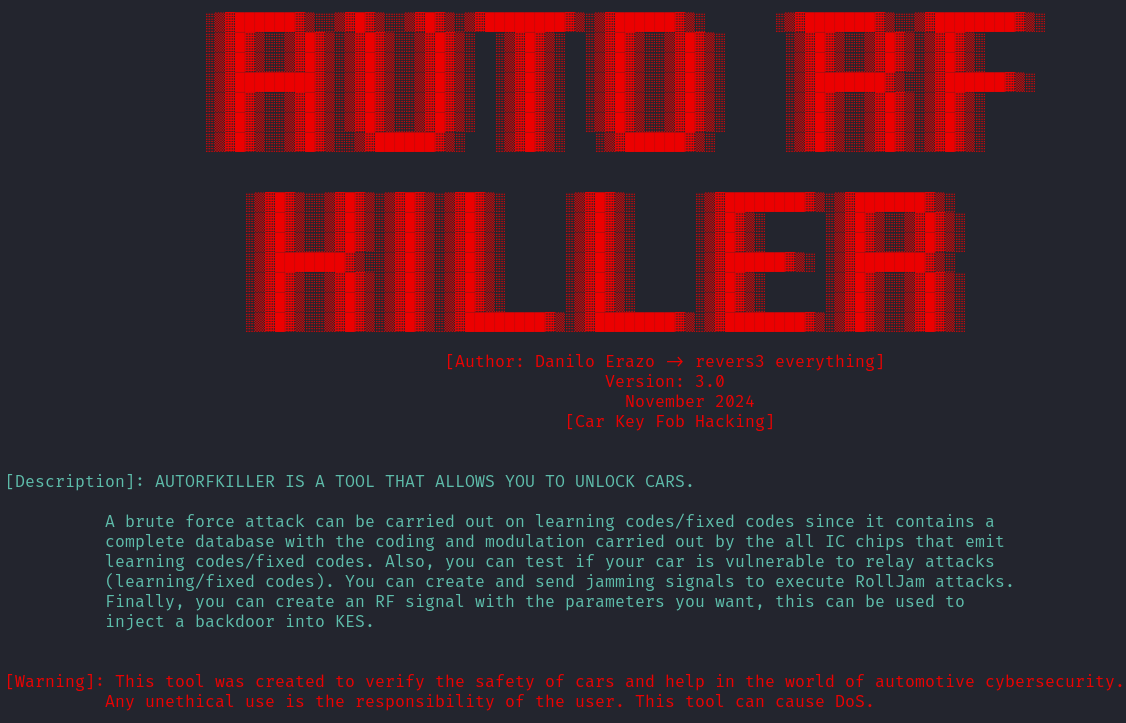 AUTO RF
KILLER
[Author: Danilo Erazo → revers3 everything]
Version: 3.0
November 2024
[Car Key Fob Hacking]
[Description]: AUTORFKILLER IS A TOOL THAT ALLOWS YOU TO UNLOCK CARS.
A brute force attack can be carried out on learning codes/fixed codes since it contains a
complete database with the coding and modulation carried out by the all IC chips that emit
learning codes/fixed codes. Also, you can test if your car is vulnerable to relay attacks
(learning/fixed codes). You can create and send jamming signals to execute RollJam attacks.
Finally, you can create an RF signal with the parameters you want, this can be used to
inject a backdoor into KES.
[Warning]: This tool was created to verify the safety of cars and help in the world of automotive cybersecurity.
Any unethical use is the responsibility of the user. This tool can cause DoS.